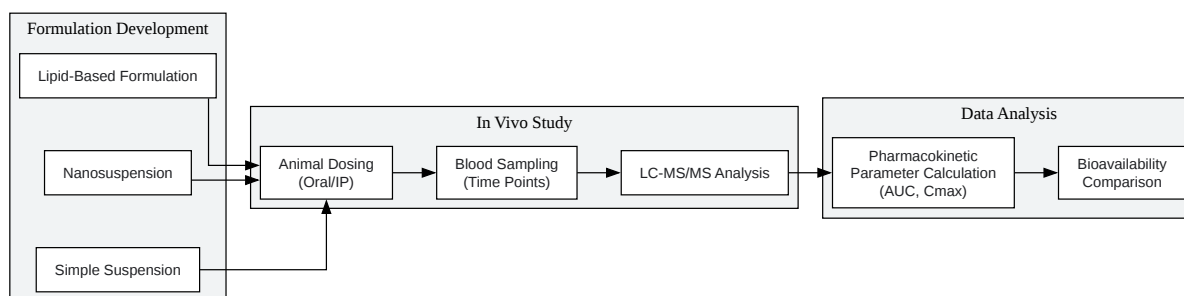 Formulation Development
Lipid-Based Formulation
Nanosuspension
Simple Suspension
In Vivo Study
Animal Dosing
(Oral/IP)
Blood Sampling
(Time Points)
LC-MS/MS Analysis
Data Analysis
Pharmacokinetic
Parameter Calculation
(AUC, Cmax)
Bioavailability
Comparison